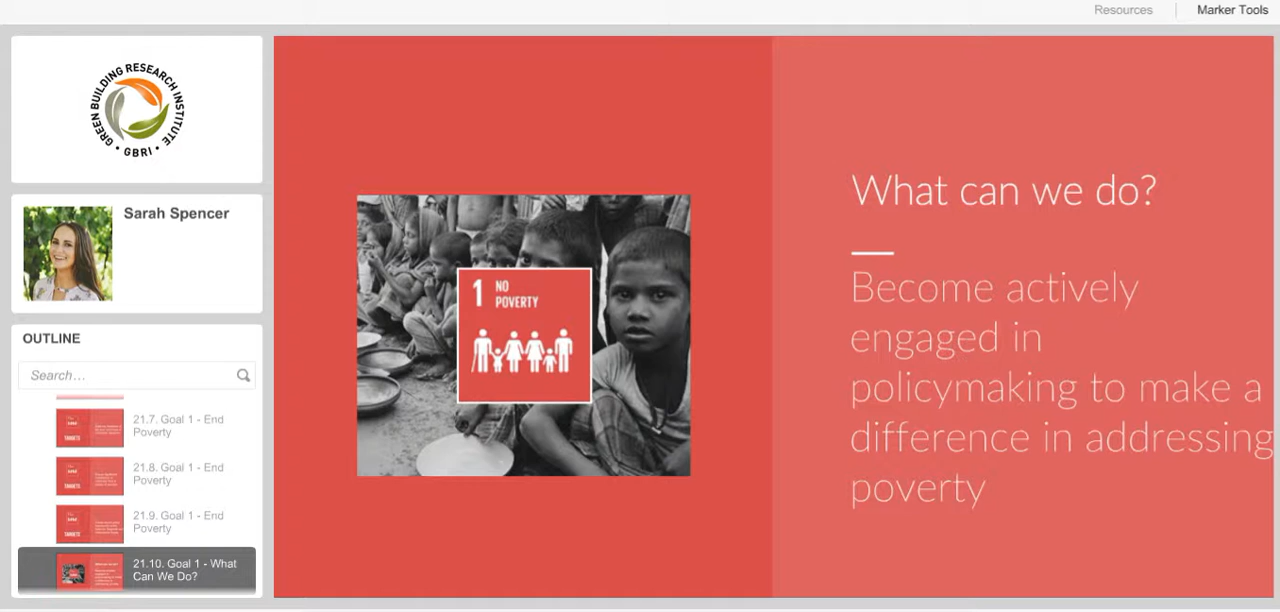 Resources
Marker Tools
GREEN BUILDING RESEARCH INSTITUTE
• GBRI •
Sarah Spencer
OUTLINE
Search...
21.7. Goal 1 - End
Poverty
21.8. Goal 1 - End
Poverty
21.9. Goal 1 - End
Poverty
21.10. Goal 1 - What
Can We Do?
1 NO
POVERTY
What can we do?
Become actively
engaged in
policymaking to make a
difference in addressing
poverty